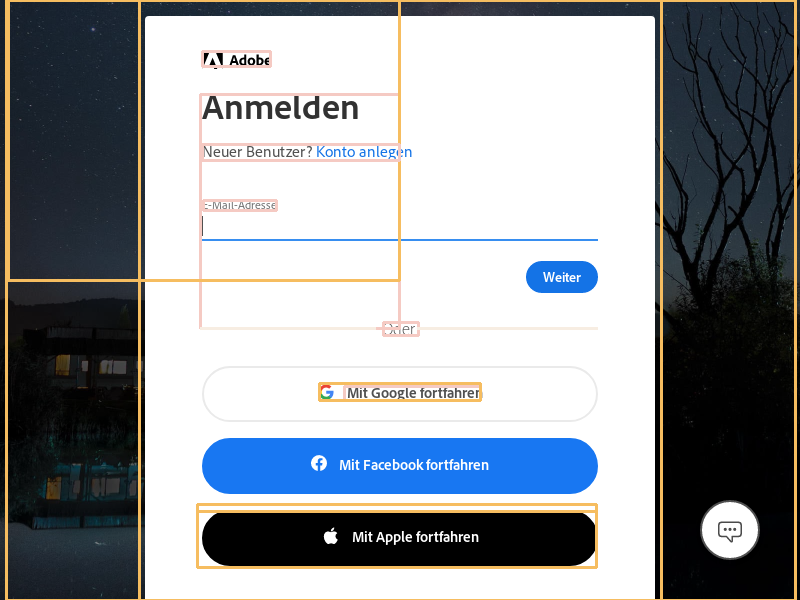 Adobe
Anmelden
Neuer Benutzer? Konto anlegen
E-Mail-Adresse
Weiter
Oder
Mit Google fortfahren
Mit Facebook fortfahren
Mit Apple fortfahren